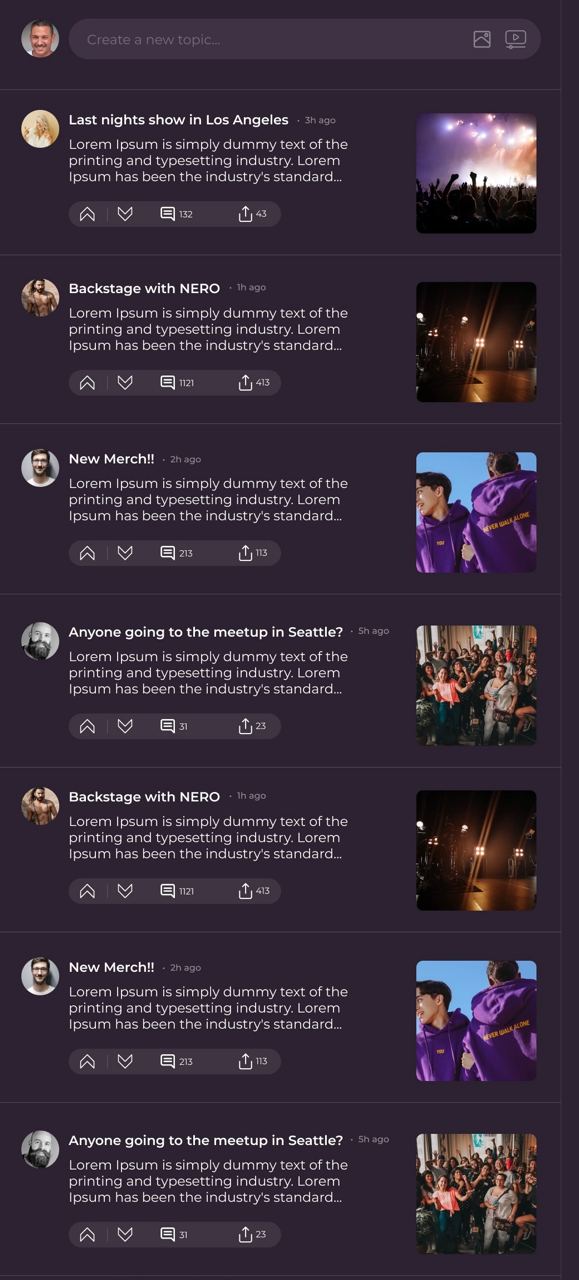 Create a new topic...
Last nights show in Los Angeles • 3h ago
Lorem Ipsum is simply dummy text of the
printing and typesetting industry. Lorem
Ipsum has been the industry's standard...
132 43
Backstage with NERO • 1h ago
Lorem Ipsum is simply dummy text of the
printing and typesetting industry. Lorem
Ipsum has been the industry's standard...
1121 413
New Merch!! • 2h ago
Lorem Ipsum is simply dummy text of the
printing and typesetting industry. Lorem
Ipsum has been the industry's standard...
213 113
YOU
NEVER WALK ALONE
Anyone going to the meetup in Seattle? • 5h ago
Lorem Ipsum is simply dummy text of the
printing and typesetting industry. Lorem
Ipsum has been the industry's standard...
31 23
Backstage with NERO • 1h ago
Lorem Ipsum is simply dummy text of the
printing and typesetting industry. Lorem
Ipsum has been the industry's standard...
1121 413
New Merch!! • 2h ago
Lorem Ipsum is simply dummy text of the
printing and typesetting industry. Lorem
Ipsum has been the industry's standard...
213 113
YOU
NEVER WALK ALONE
Anyone going to the meetup in Seattle? • 5h ago
Lorem Ipsum is simply dummy text of the
printing and typesetting industry. Lorem
Ipsum has been the industry's standard...
31 23